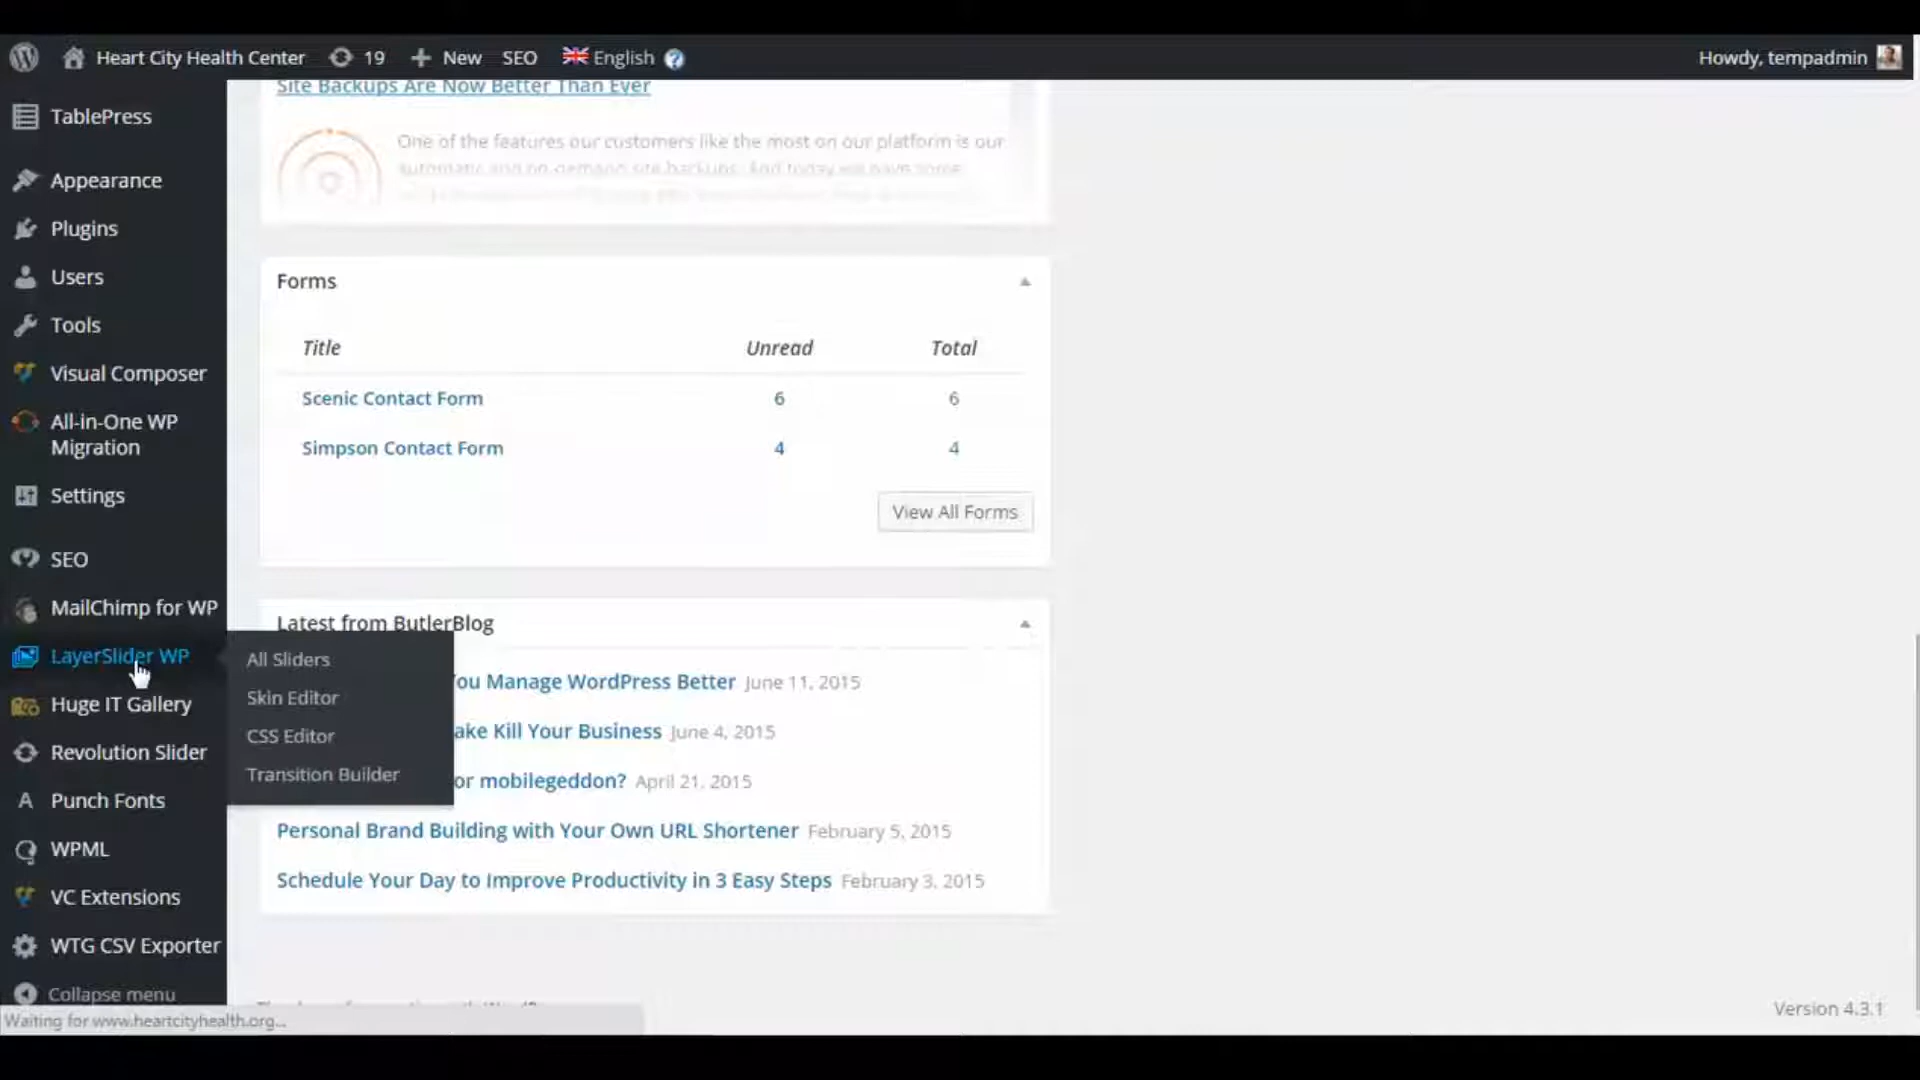 Heart City Health Center 19 New SEO English Howdy, tempadmin
TablePress
Appearance
Plugins
Users
Tools
Visual Composer
All-in-One WP
Migration
Settings
SEO
MailChimp for WP
LayerSlider WP
Huge IT Gallery
Revolution Slider
A Punch Fonts
WPML
VC Extensions
WTG CSV Exporter
Collapse menu
All Sliders
Skin Editor
CSS Editor
Transition Builder
Site Backups Are Now Better Than Ever
One of the features our customers like the most on our platform is our
automatic and on-demand site backups. And today we have some
Forms
Title Unread Total
Scenic Contact Form 6 6
Simpson Contact Form 4 4
View All Forms
Latest from ButlerBlog
ou Manage WordPress Better June 11, 2015
ake Kill Your Business June 4, 2015
or mobilegeddon? April 21, 2015
Personal Brand Building with Your Own URL Shortener February 5, 2015
Schedule Your Day to Improve Productivity in 3 Easy Steps February 3, 2015
Version 4.3.1
Waiting for www.heartcityhealth.org...